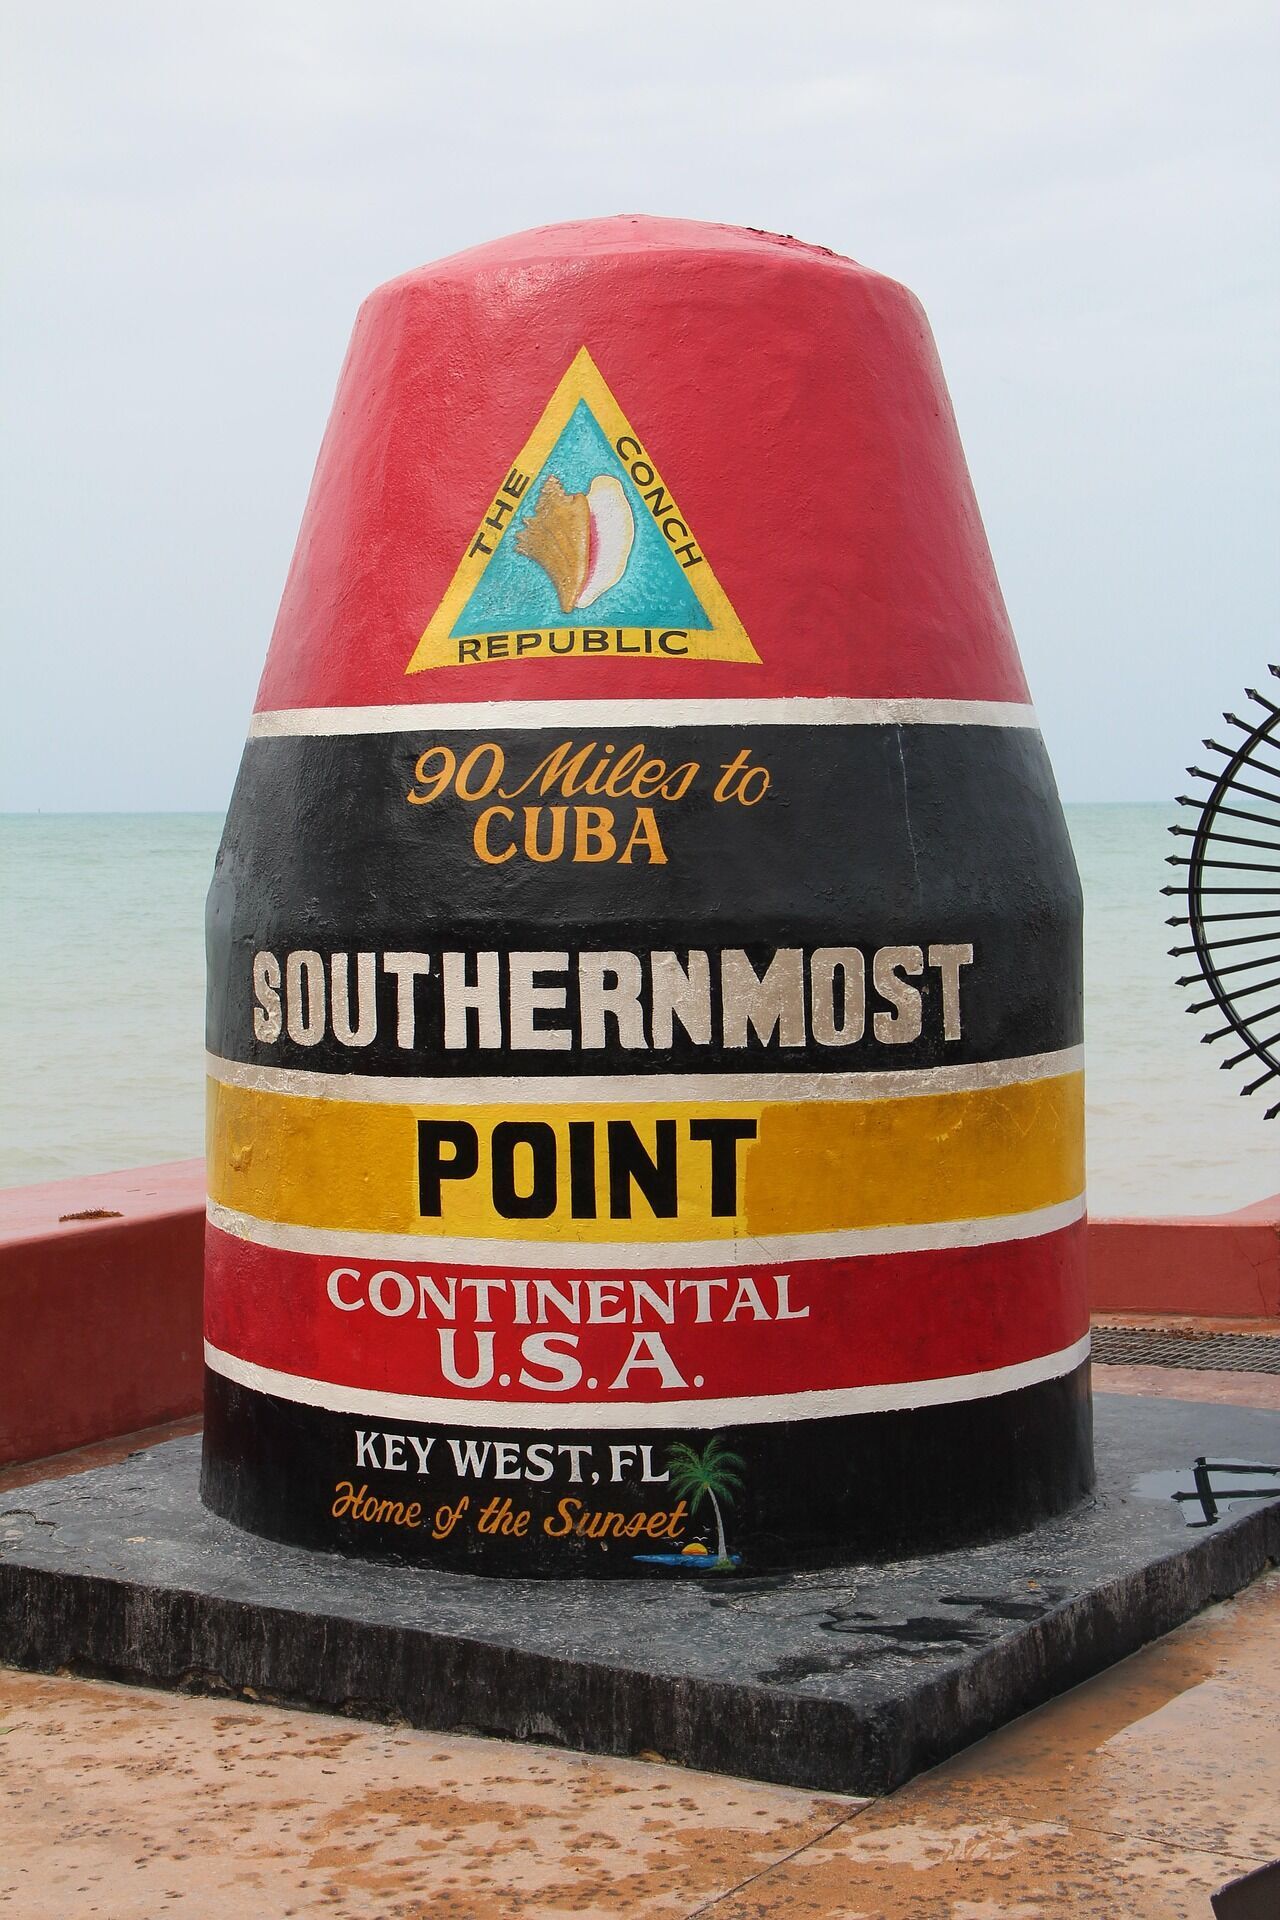 THE CONCH
REPUBLIC
90 Miles to
CUBA
SOUTHERNMOST
POINT
CONTINENTAL
U.S.A.
KEY WEST, FL
Home of the Sunset